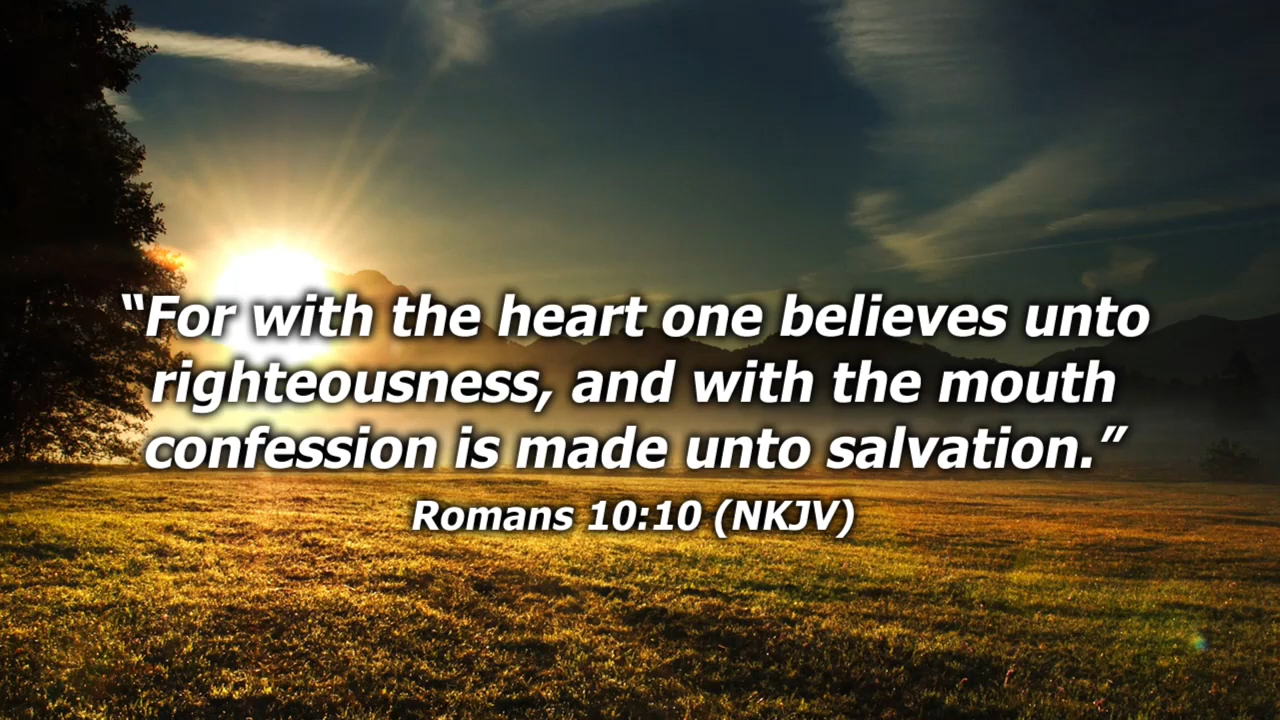 “For with the heart one believes unto
righteousness, and with the mouth
confession is made unto salvation.”
Romans 10:10 (NKJV)